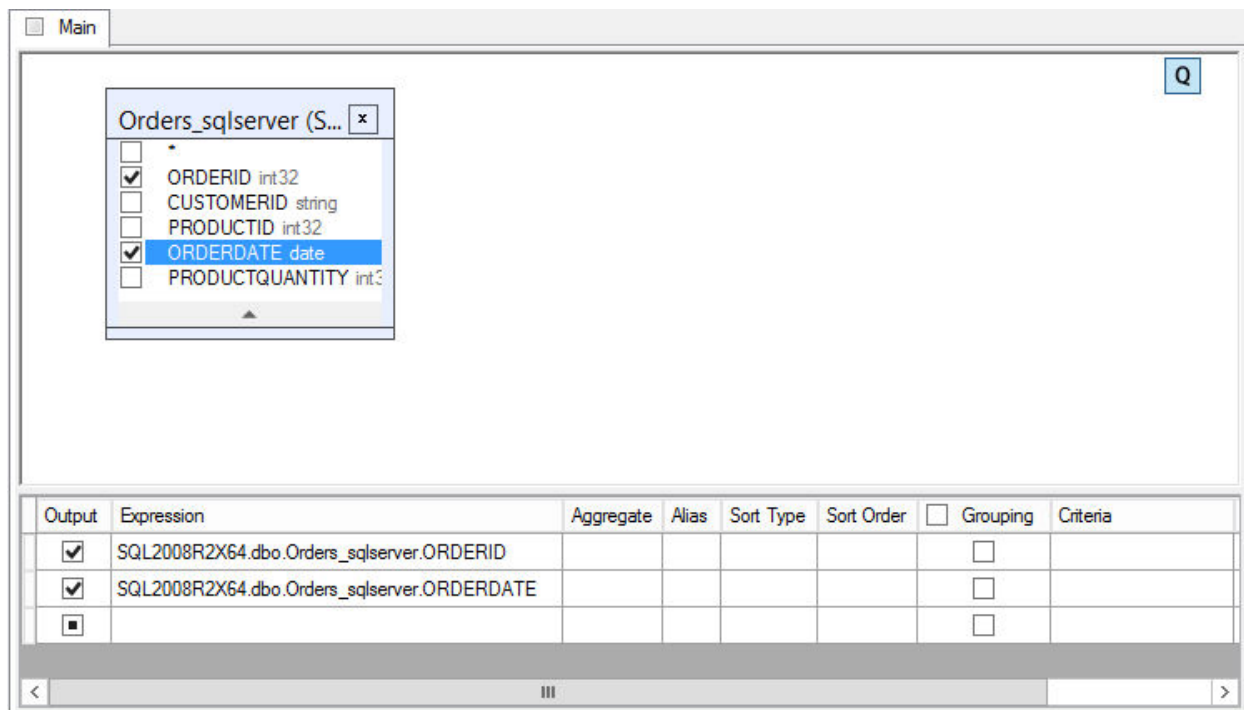 Main
Q
Orders_sqlserver (S... x
*
ORDERID int32
CUSTOMERID string
PRODUCTID int32
ORDERDATE date
PRODUCTQUANTITY int3
Output Expression Aggregate Alias Sort Type Sort Order Grouping Criteria
SQL2008R2X64.dbo.Orders_sqlserver.ORDERID
SQL2008R2X64.dbo.Orders_sqlserver.ORDERDATE